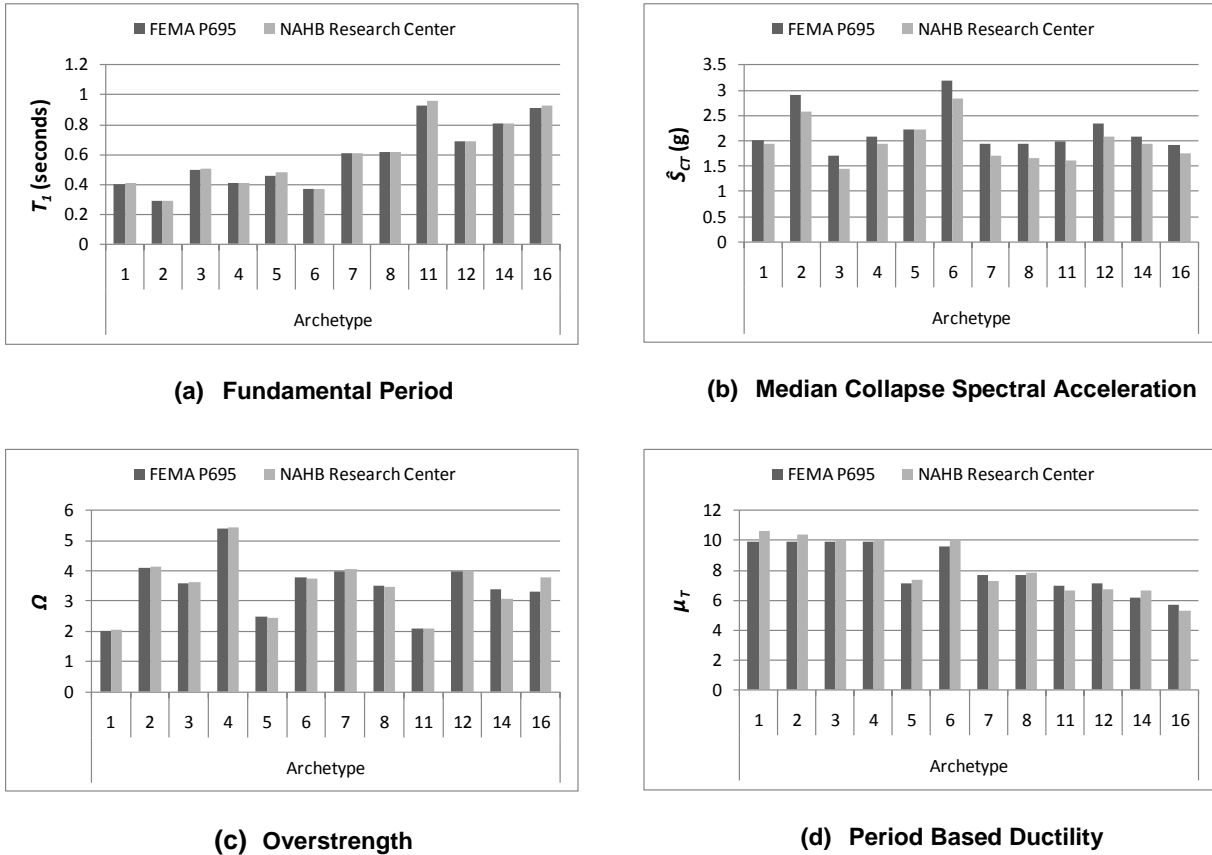 FEMA P695 NAHB Research Center
1.2
1
0.8
0.6
0.4
0.2
0
T1 (seconds)
1 2 3 4 5 6 7 8 11 12 14 16
Archetype
(a) Fundamental Period
FEMA P695 NAHB Research Center
3.5
3
2.5
2
1.5
1
0.5
0
ŜCT (g)
1 2 3 4 5 6 7 8 11 12 14 16
Archetype
(b) Median Collapse Spectral Acceleration
FEMA P695 NAHB Research Center
6
5
4
3
2
1
0
Ω
1 2 3 4 5 6 7 8 11 12 14 16
Archetype
(c) Overstrength
FEMA P695 NAHB Research Center
12
10
8
6
4
2
0
μT
1 2 3 4 5 6 7 8 11 12 14 16
Archetype
(d) Period Based Ductility